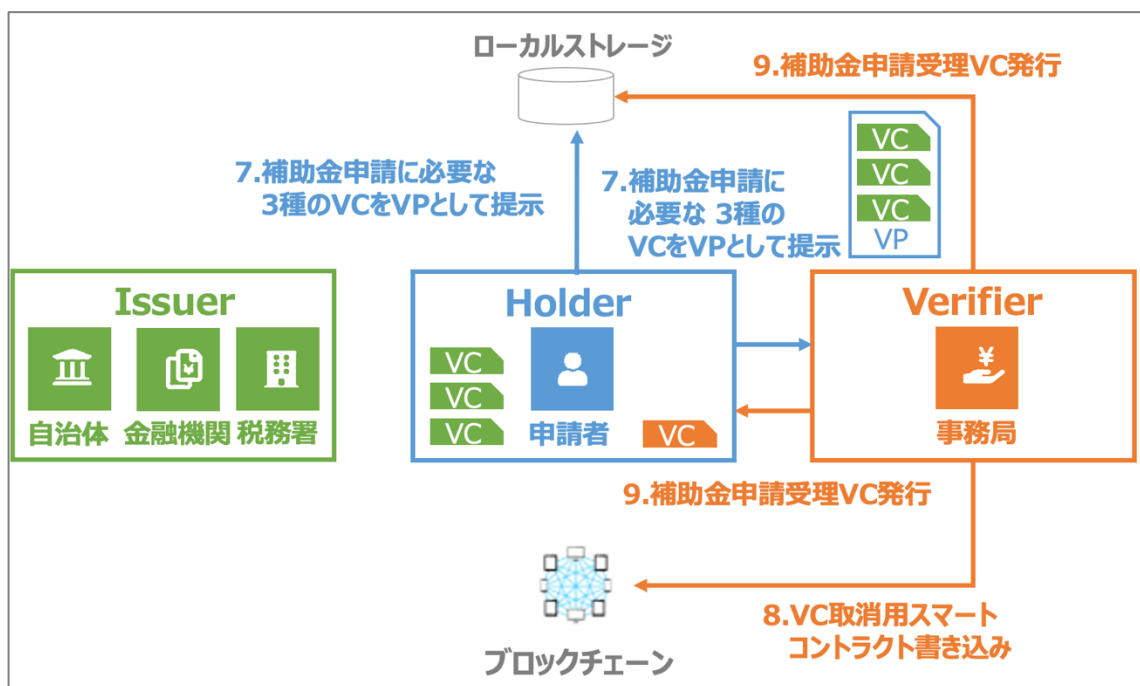 ローカルストレージ
9.補助金申請受理VC発行
7.補助金申請に必要な
3種のVCをVPとして提示
7.補助金申請に
必要な 3種の
VCをVPとして提示
VC
VC
VC
VP
Issuer
自治体
金融機関
税務署
Holder
VC
VC
VC
申請者
VC
Verifier
¥
事務局
9.補助金申請受理VC発行
8.VC取消用スマート
コントラクト書き込み
ブロックチェーン